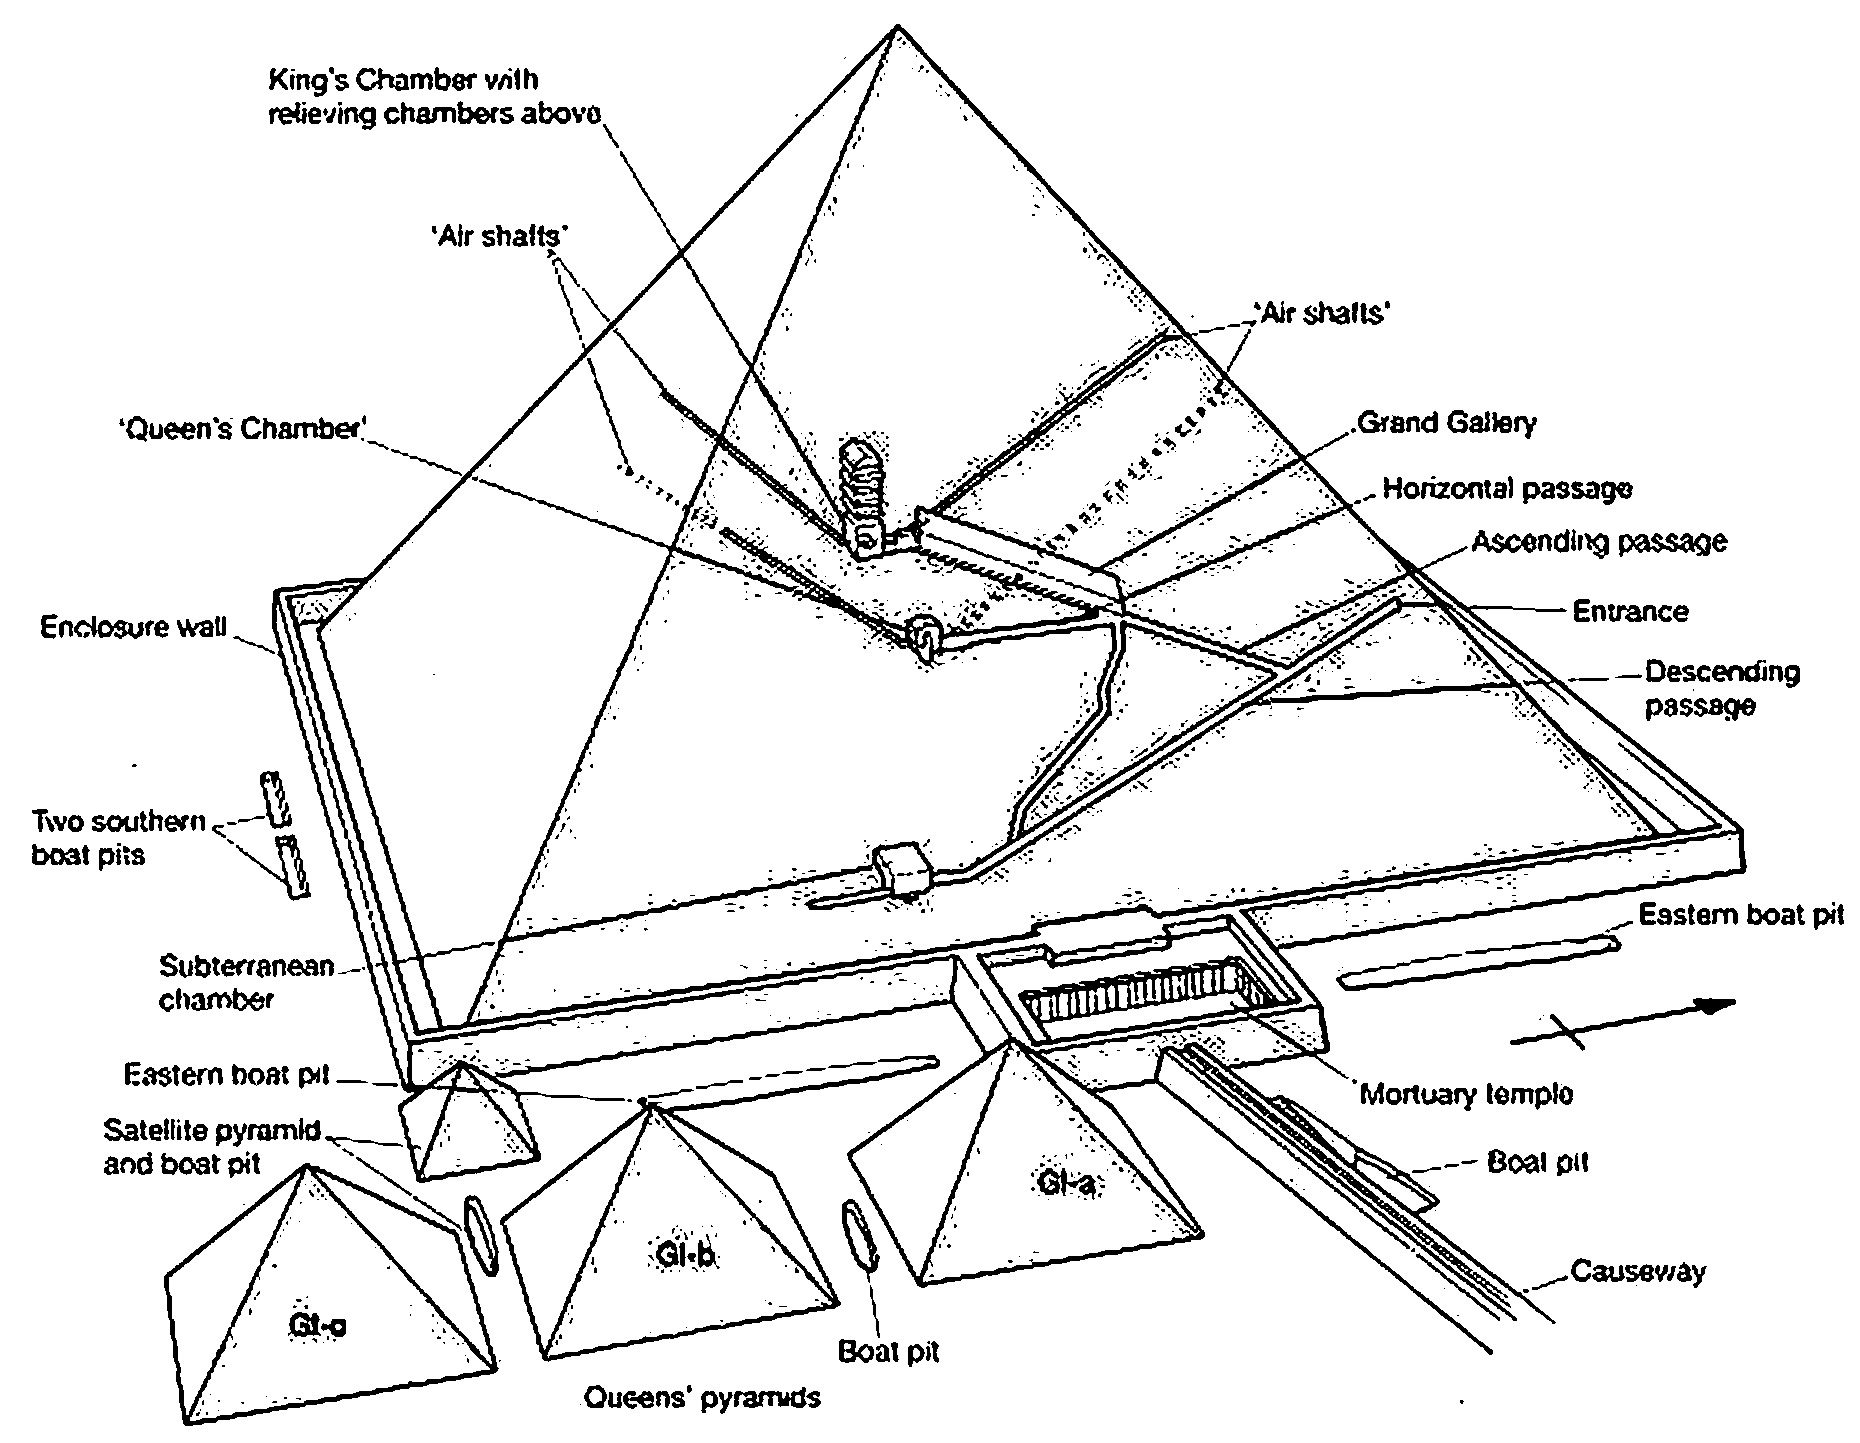 King's Chamber with
relieving chambers above
'Air shafts'
'Air shafts'
'Queen's Chamber'
Grand Gallery
Horizontal passage
Ascending passage
Entrance
Enclosure wall
Descending
passage
Two southern
boat pits
Eastern boat pit
Subterranean
chamber
Eastern boat pit
Mortuary temple
Satellite pyramid
and boat pit
Boat pit
GI-a
GI-b
GI-c
Causeway
Boat pit
Queens' pyramids